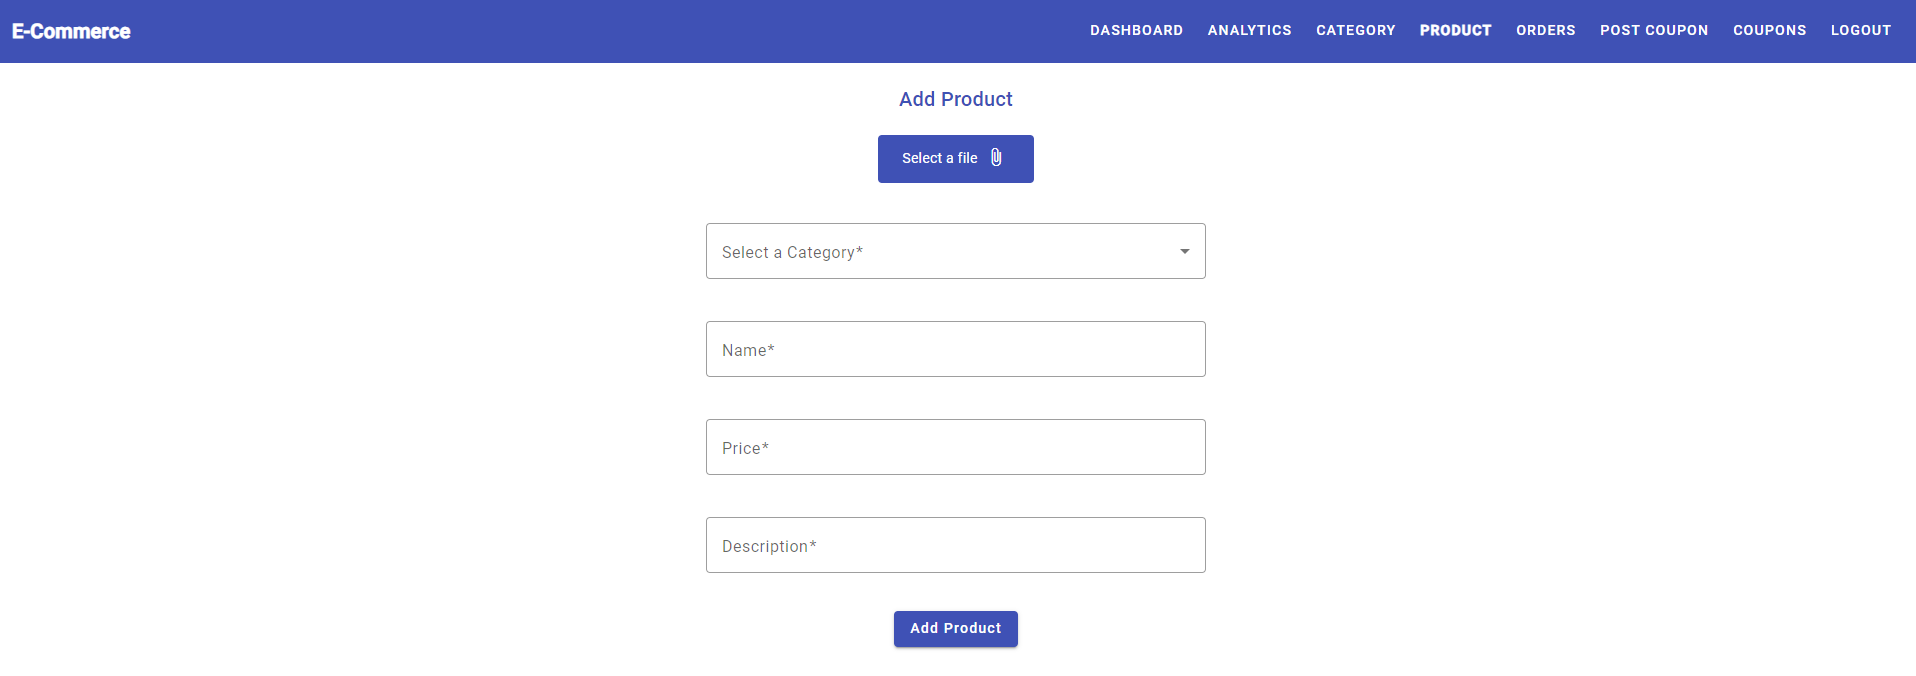 E-Commerce DASHBOARD ANALYTICS CATEGORY PRODUCT ORDERS POST COUPON COUPONS LOGOUT
Add Product
Select a file
Select a Category*
Name*
Price*
Description*
Add Product